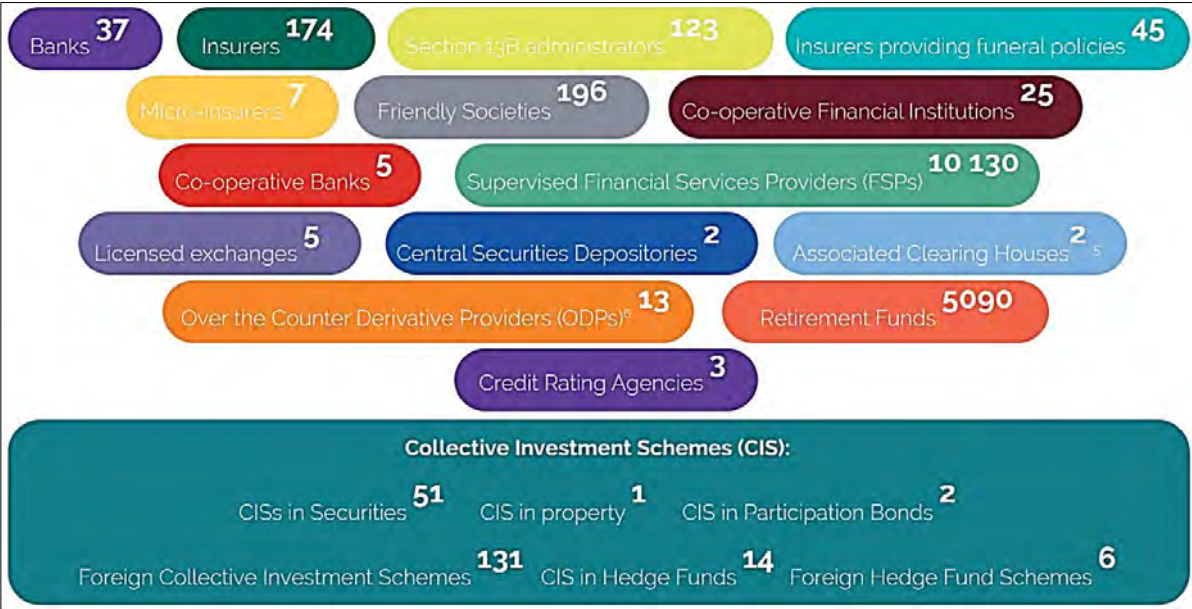 Banks 37 Insurers 174 Section 13B administrators 123 Insurers providing funeral policies 45
Micro-insurers 7 Friendly Societies 196 Co-operative Financial Institutions 25
Co-operative Banks 5 Supervised Financial Services Providers (FSPs) 10 130
Licensed exchanges 5 Central Securities Depositories 2 Associated Clearing Houses 2 5
Over the Counter Derivative Providers (ODPs)6 13 Retirement Funds 5090
Credit Rating Agencies 3
Collective Investment Schemes (CIS):
CISs in Securities 51 CIS in property 1 CIS in Participation Bonds 2
Foreign Collective Investment Schemes 131 CIS in Hedge Funds 14 Foreign Hedge Fund Schemes 6